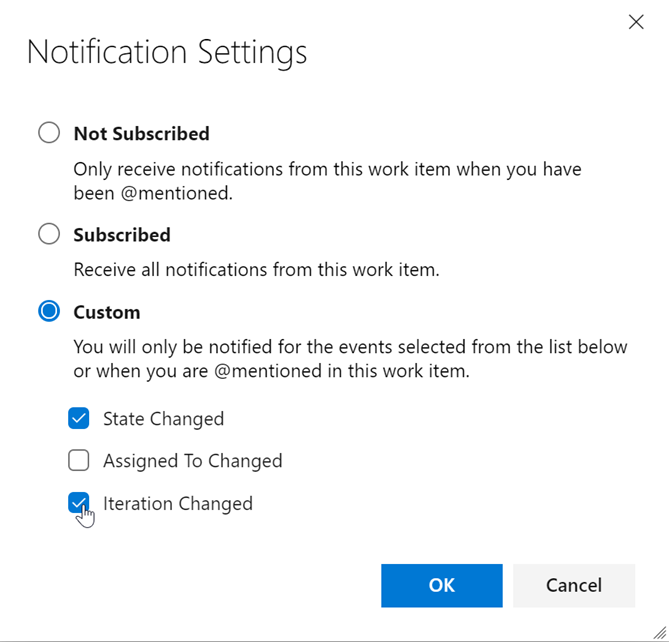 Notification Settings
Not Subscribed
Only receive notifications from this work item when you have
been @mentioned.
Subscribed
Receive all notifications from this work item.
Custom
You will only be notified for the events selected from the list below
or when you are @mentioned in this work item.
State Changed
Assigned To Changed
Iteration Changed
OK
Cancel